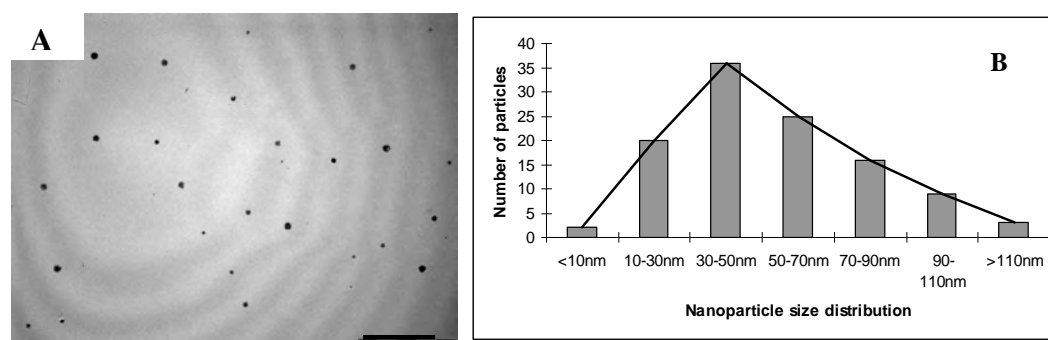 A
B
Number of particles
40
35
30
25
20
15
10
5
0
<10nm 10-30nm 30-50nm 50-70nm 70-90nm 90-
110nm >110nm
Nanoparticle size distribution